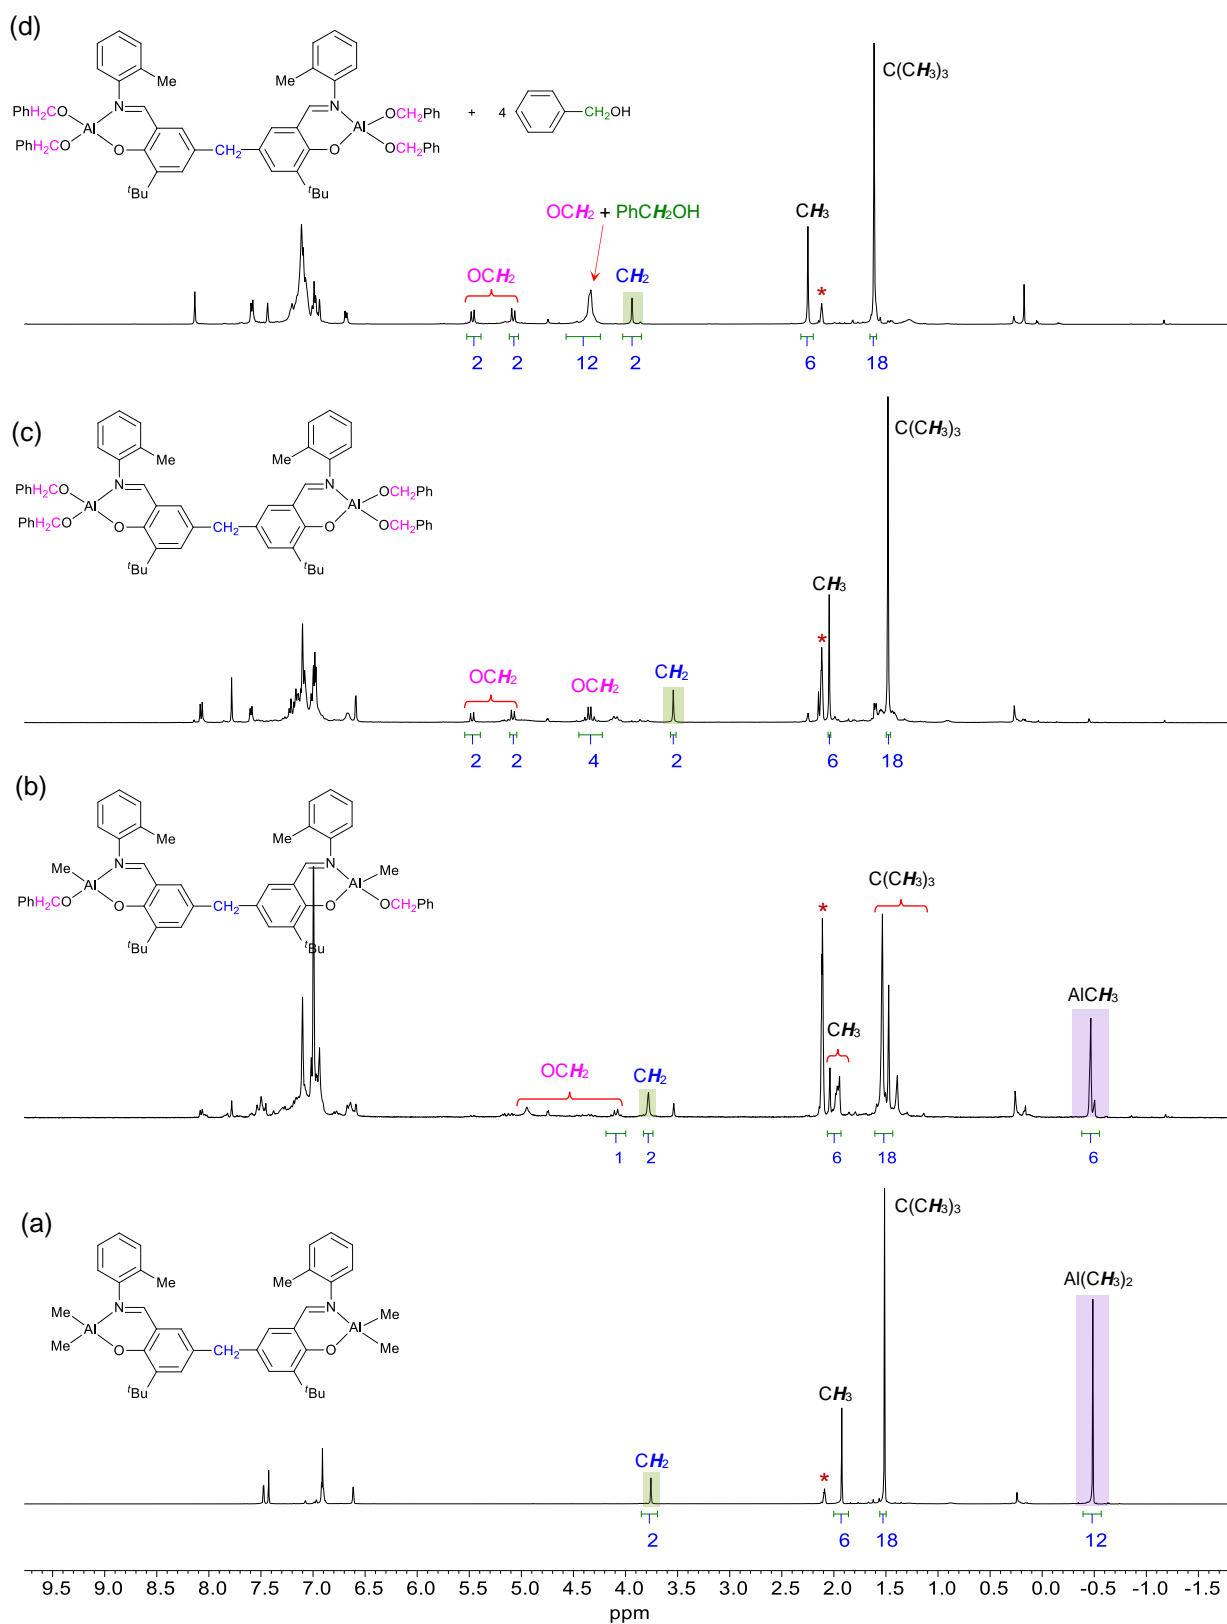 (d)
Me Me
PhH₂CO N N OCH₂Ph
Al Al + 4 CH₂OH
PhH₂CO O CH₂ O OCH₂Ph
ᵗBu ᵗBu
C(CH₃)₃
OCH₂ + PhCH₂OH
CH₃
OCH₂ CH₂ *
2 2 12 2 6 18
(c)
C(CH₃)₃
Me Me
PhH₂CO N N OCH₂Ph
Al Al
PhH₂CO O CH₂ O OCH₂Ph
ᵗBu ᵗBu
CH₃
*
OCH₂ OCH₂ CH₂
2 2 4 2 6 18
(b)
Me Me
Me N N Me
Al Al
PhH₂CO O CH₂ O OCH₂Ph
ᵗBu ᵗBu
C(CH₃)₃
*
AlCH₃
CH₃
OCH₂ CH₂
1 2 6 18 6
(a)
C(CH₃)₃
Me Me
Al(CH₃)₂
Me N N Me
Al Al
Me O CH₂ O Me
ᵗBu ᵗBu
CH₃
CH₂ *
2 6 18 12
9.5 9.0 8.5 8.0 7.5 7.0 6.5 6.0 5.5 5.0 4.5 4.0 3.5 3.0 2.5 2.0 1.5 1.0 0.5 0.0 -0.5 -1.0 -1.5
ppm